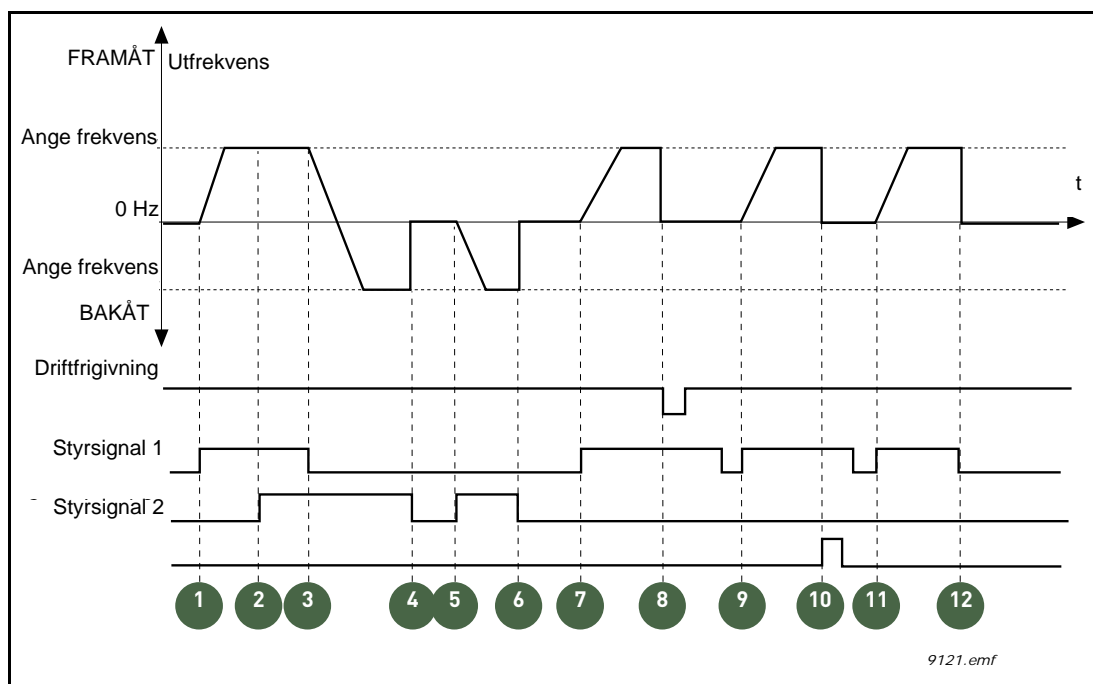 FRAMÅT
Utfrekvens
Ange frekvens
t
0 Hz
Ange frekvens
BAKÅT
Driftfrigivning
Styrsignal 1
Styrsignal 2
1 2 3 4 5 6 7 8 9 10 11 12
9121.emf